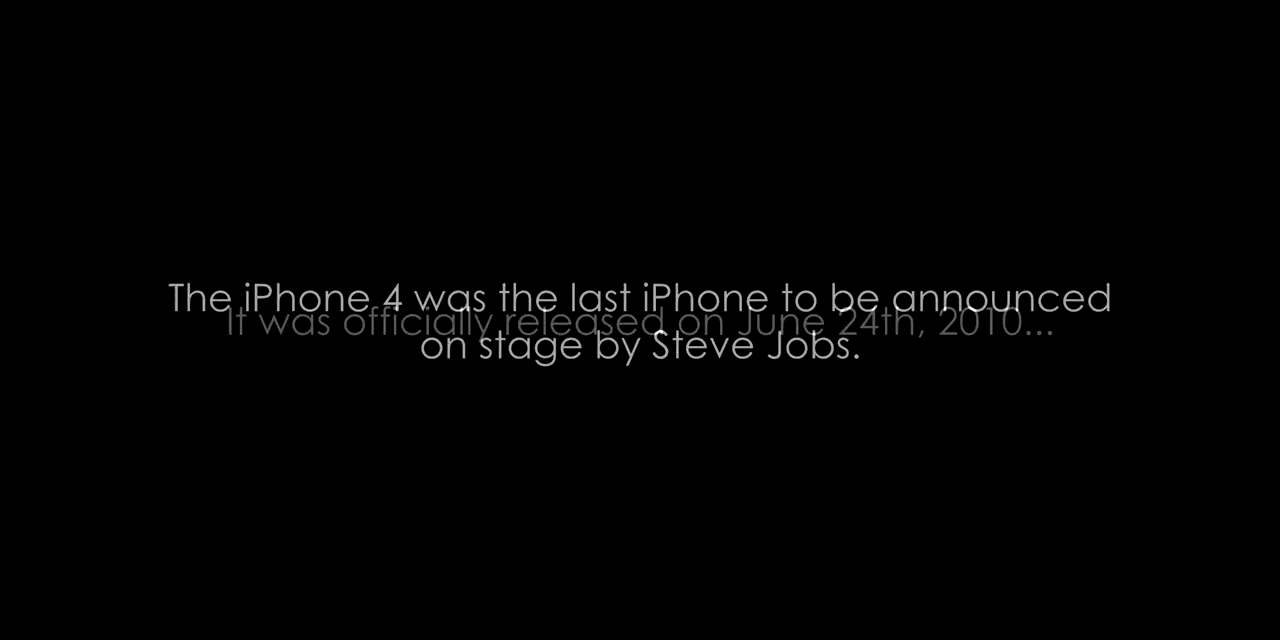 The iPhone 4 was the last iPhone to be announced
on stage by Steve Jobs.
It was officially released on June 24th, 2010...